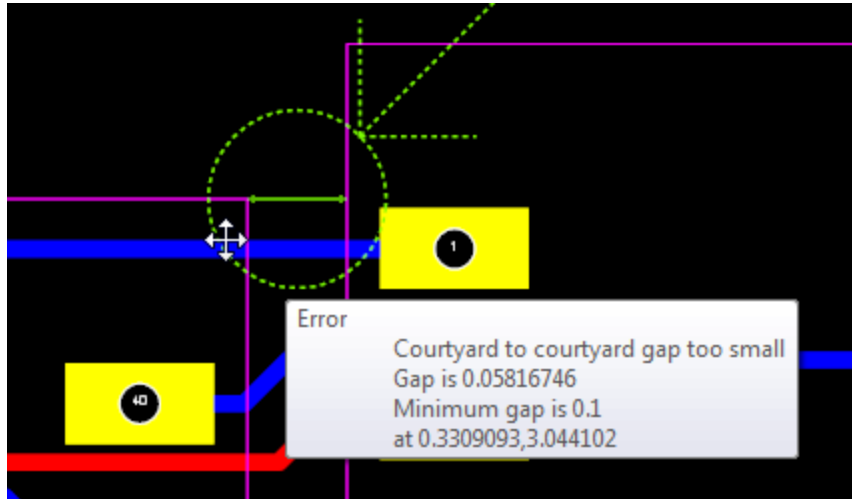 1
Error
Courtyard to courtyard gap too small
Gap is 0.05816746
Minimum gap is 0.1
at 0.3309093,3.044102
40